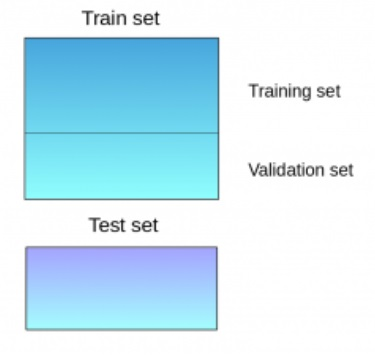 Train set
Training set
Validation set
Test set